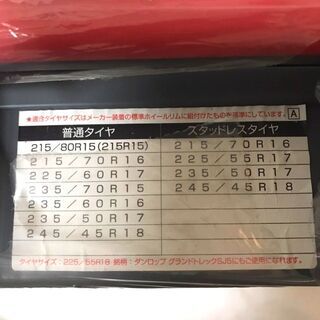 ★適合タイヤサイズはメーカー装着の標準ホイールリムに組付けたものを標準にしています。 A
普通タイヤ
215/80R15(215R15)
215/70R16
225/60R17
235/70R16
235/60R16
235/50R17
245/45R18
スタッドレスタイヤ
215/70R16
225/55R17
235/50R17
245/45R18
タイヤサイズ:225/55R18 銘柄:ダンロップ グランドトレックSJ5にもご使用になれます。